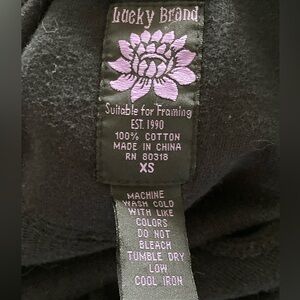 Lucky Brand
Suitable for Framing
EST. 1990
100% COTTON
MADE IN CHINA
RN 80318
XS
MACHINE
WASH COLD
WITH LIKE
COLORS
DO NOT
BLEACH
TUMBLE DRY
LOW
COOL IRON